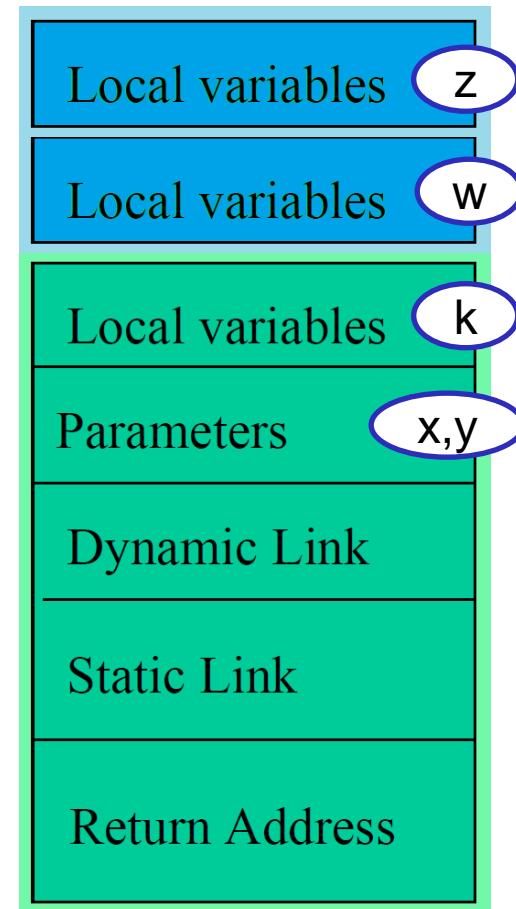 Local variables z
Local variables w
Local variables k
Parameters x,y
Dynamic Link
Static Link
Return Address